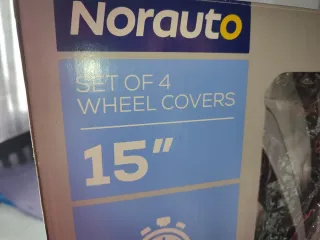 Norauto
SET OF 4
WHEEL COVERS
15"